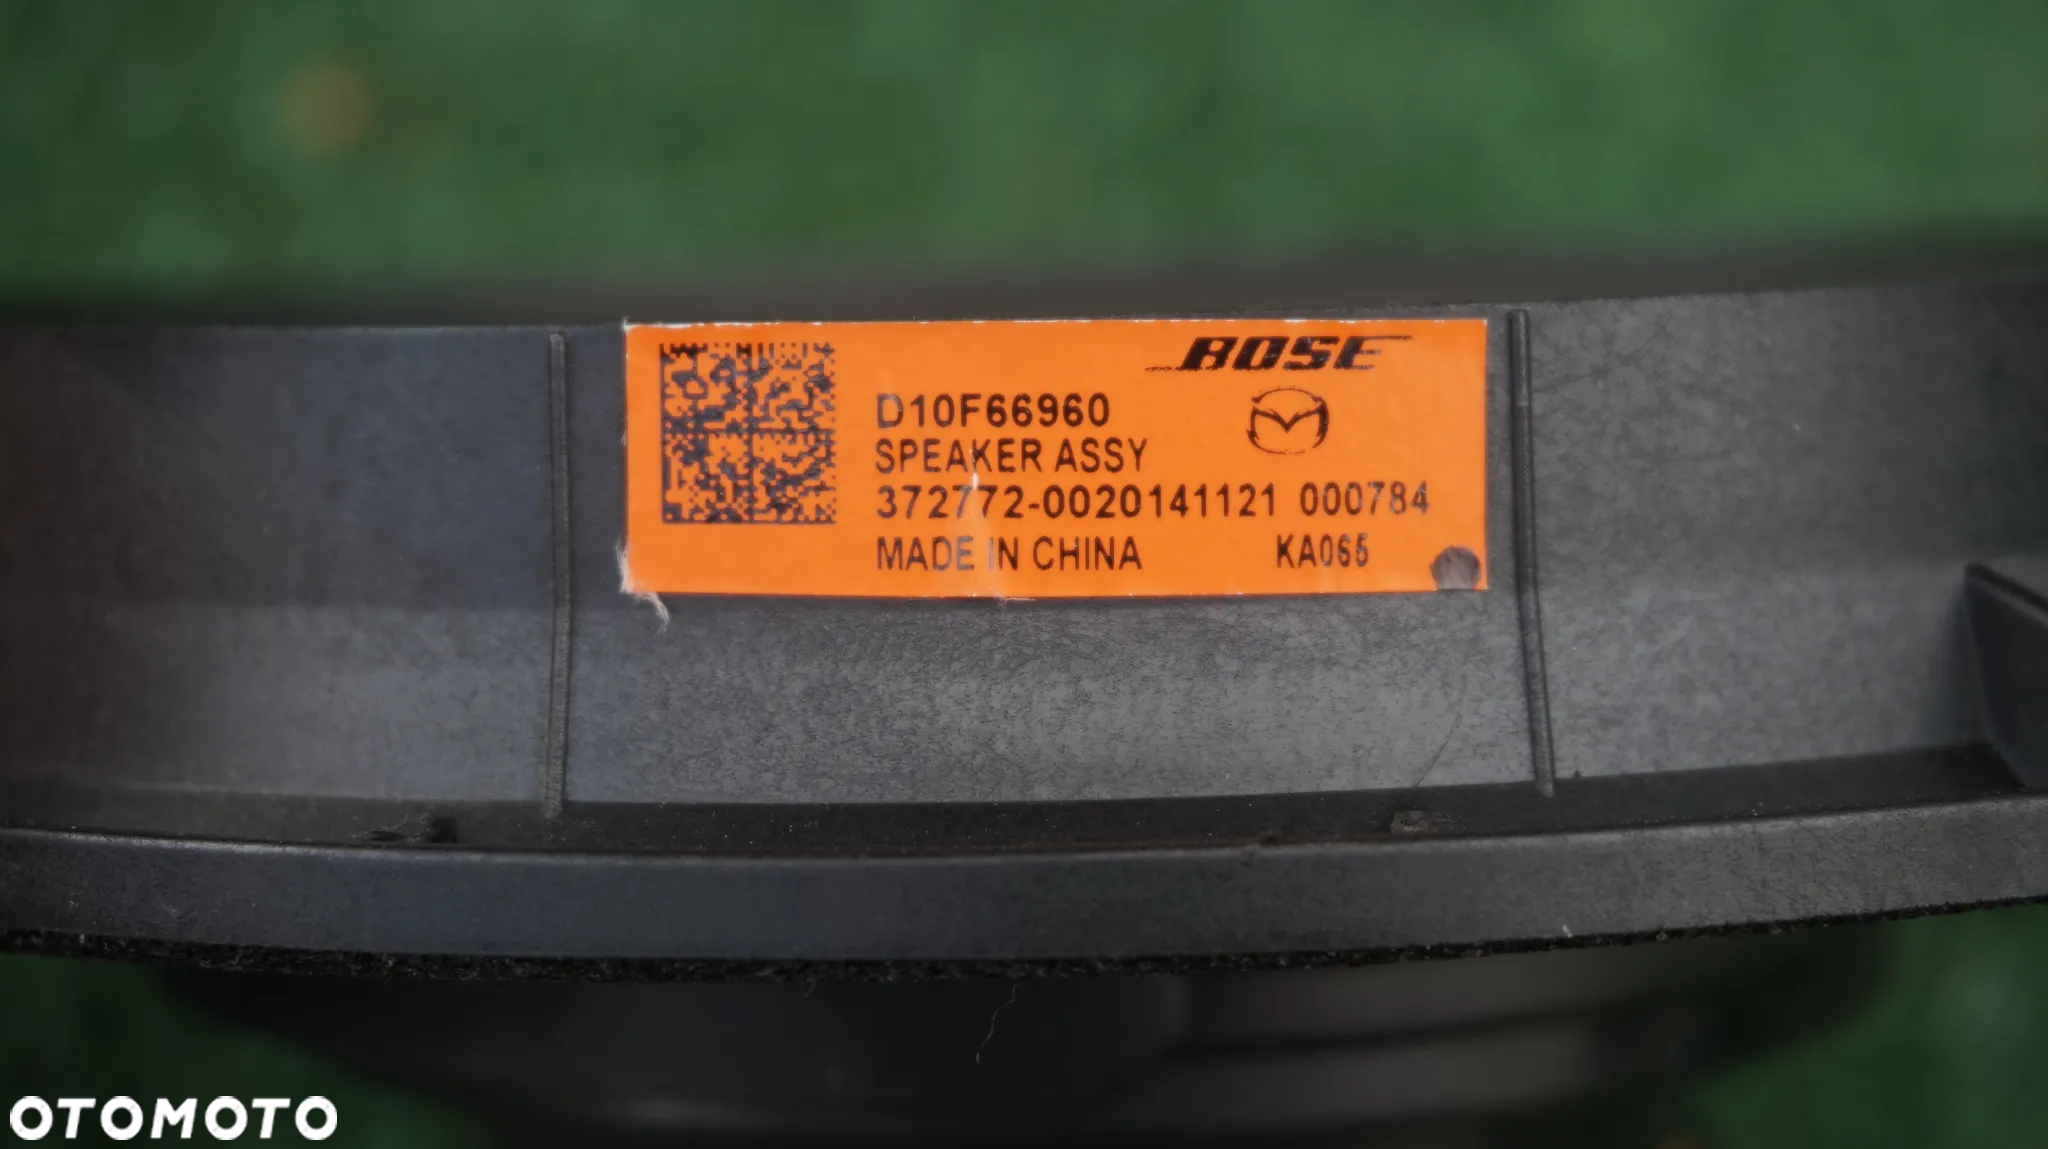 BOSE
D10F66960
SPEAKER ASSY
372772-0020141121 000784
MADE IN CHINA KA065
OTOMOTO